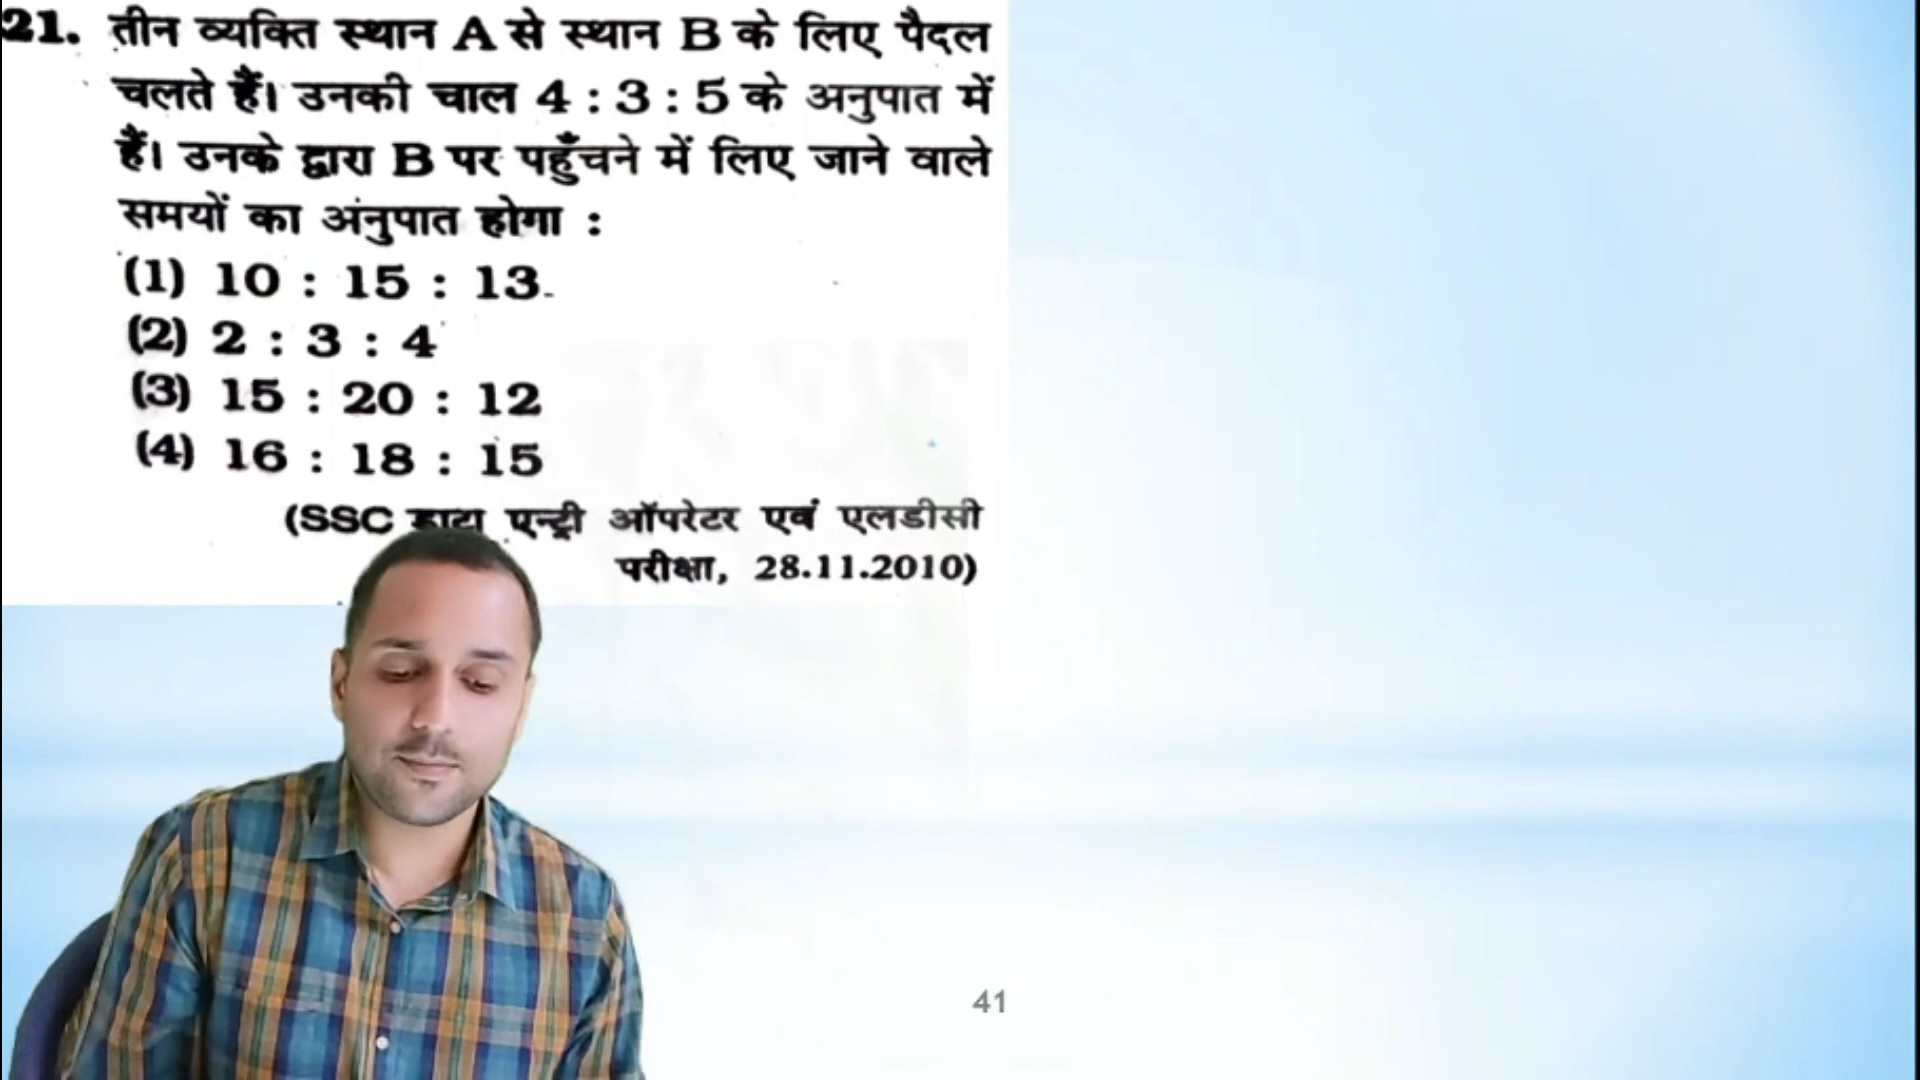 21. तीन व्यक्ति स्थान A से स्थान B के लिए पैदल
चलते हैं। उनकी चाल 4 : 3 : 5 के अनुपात में
हैं। उनके द्वारा B पर पहुँचने में लिए जाने वाले
समयों का अंनुपात होगा :
(1) 10 : 15 : 13
(2) 2 : 3 : 4
(3) 15 : 20 : 12
(4) 16 : 18 : 15
(SSC डाटा एन्ट्री ऑपरेटर एवं एलडीसी
परीक्षा, 28.11.2010)
41